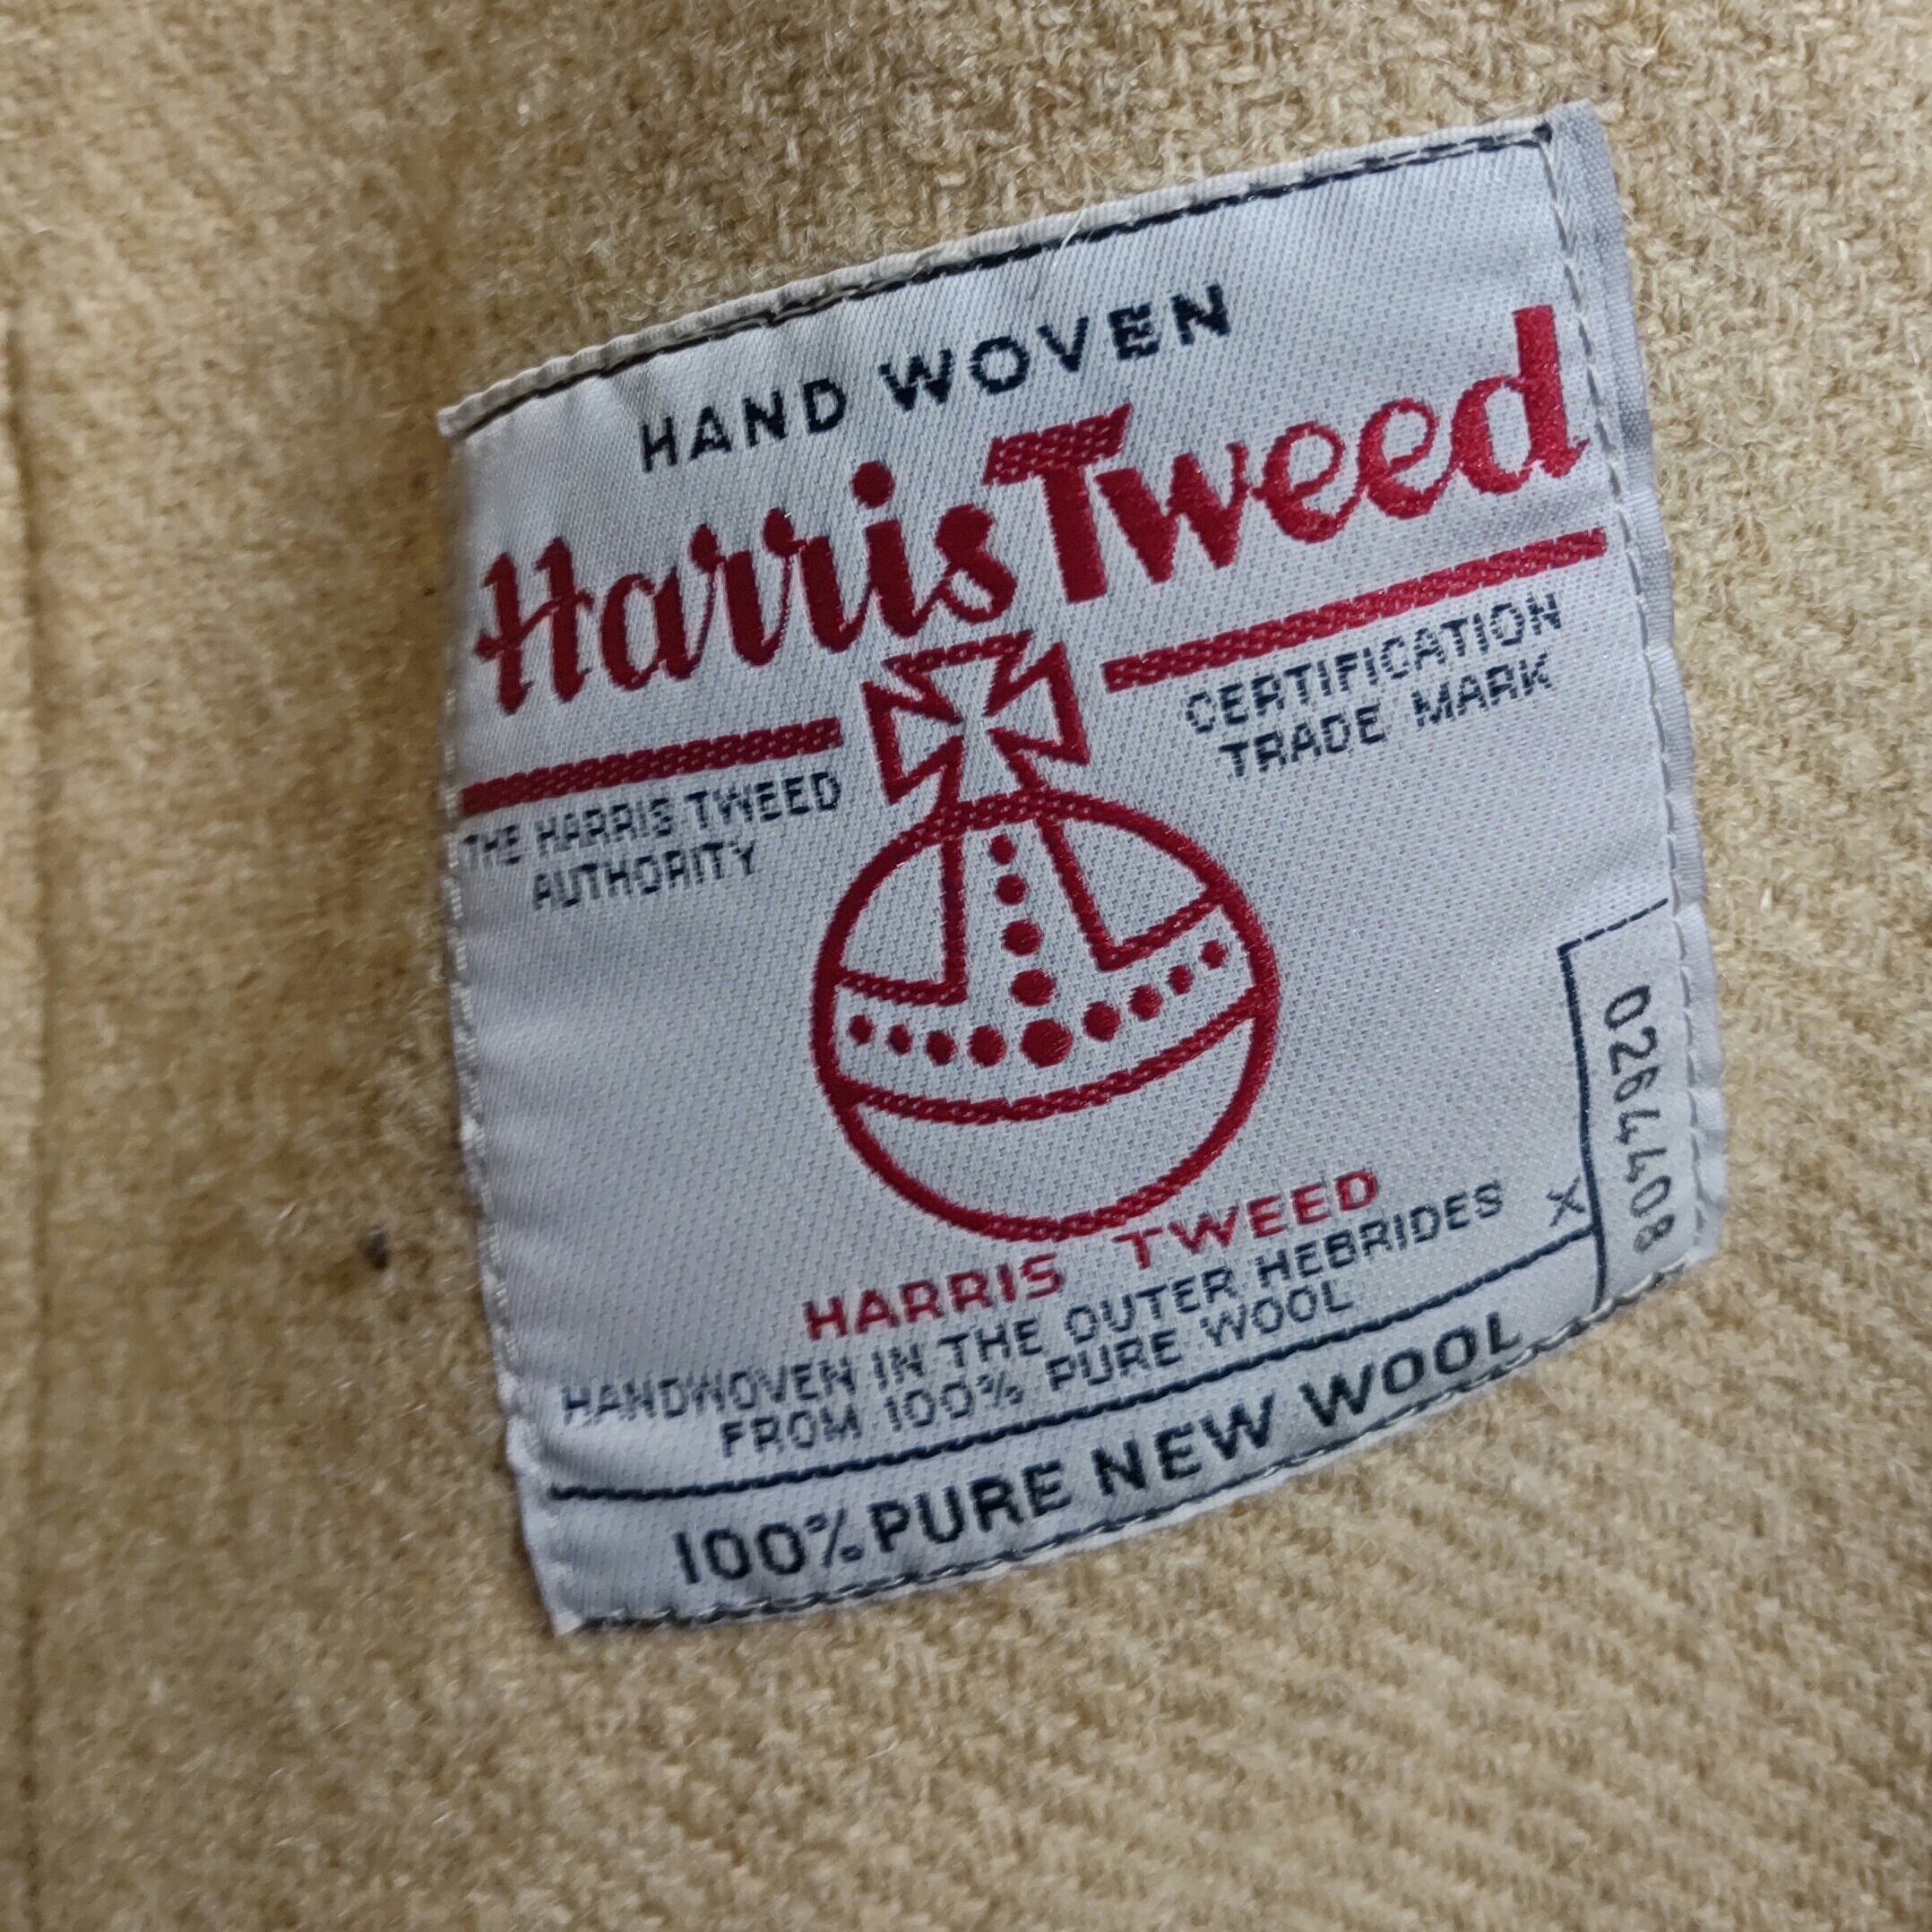 HAND WOVEN
Harris Tweed
THE HARRIS TWEED
AUTHORITY
CERTIFICATION
TRADE MARK
HARRIS TWEED
HANDWOVEN IN THE OUTER HEBRIDES
FROM 100% PURE WOOL
X
0264408
100% PURE NEW WOOL